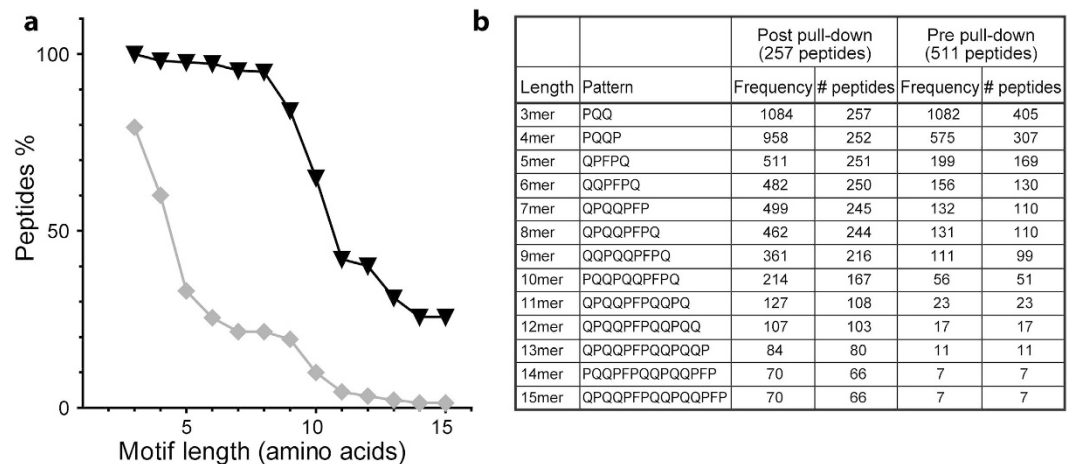 a
100
50
0
Peptides %
5 10 15
Motif length (amino acids)
b
Post pull-down Pre pull-down
(257 peptides) (511 peptides)
Length Pattern Frequency # peptides Frequency # peptides
3mer PQQ 1084 257 1082 405
4mer PQQP 958 252 575 307
5mer QPFPQ 511 251 199 169
6mer QQPFPQ 482 250 156 130
7mer QPQQPFP 499 245 132 110
8mer QPQQPFPQ 462 244 131 110
9mer QQPQQPFPQ 361 216 111 99
10mer PQQPQQPFPQ 214 167 56 51
11mer QPQQPFPQQPQ 127 108 23 23
12mer QPQQPFPQQPQQ 107 103 17 17
13mer QPQQPFPQQPQQP 84 80 11 11
14mer PQQPFPQQPQQPFP 70 66 7 7
15mer QPQQPFPQQPQQPFP 70 66 7 7